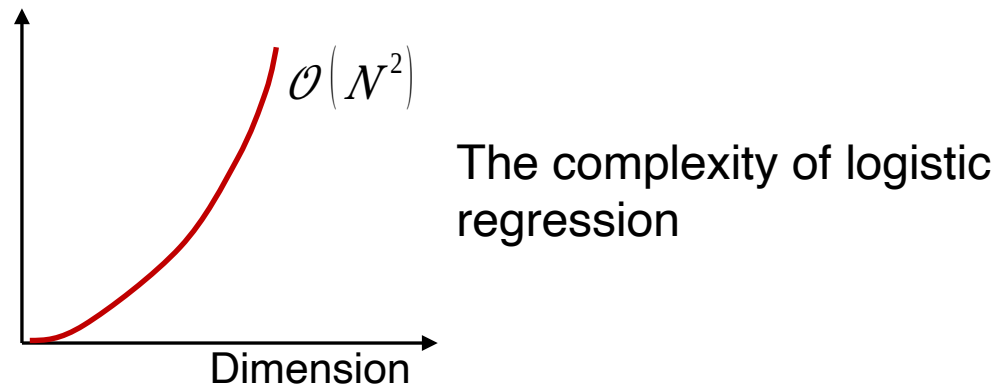 𝒪(N²)
The complexity of logistic
regression
Dimension